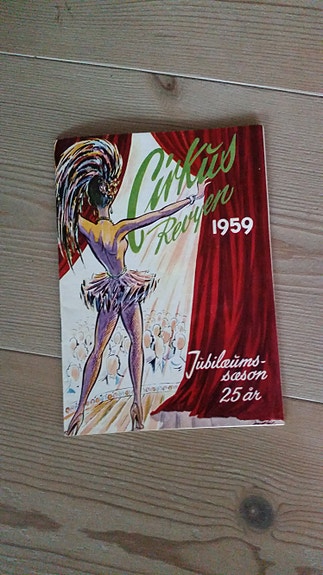 Cirkus
Revyen
1959
Jubilæums-
sæson
25 år